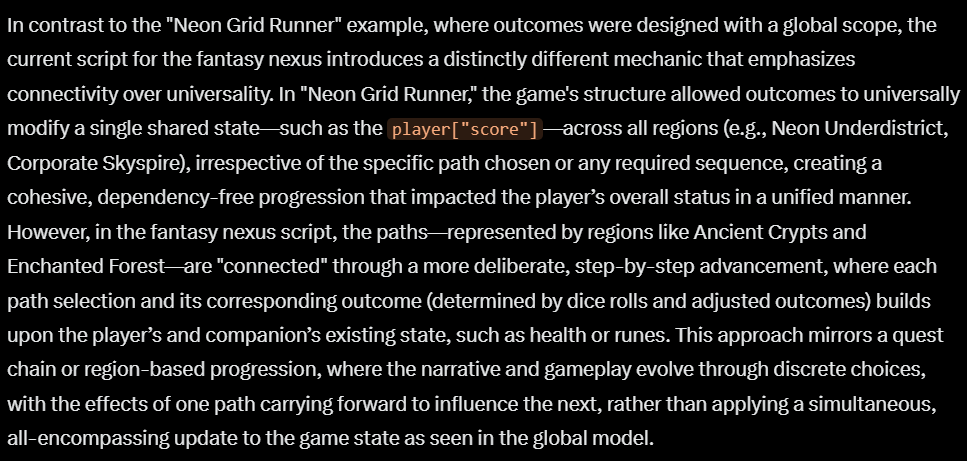 In contrast to the "Neon Grid Runner" example, where outcomes were designed with a global scope, the
current script for the fantasy nexus introduces a distinctly different mechanic that emphasizes
connectivity over universality. In "Neon Grid Runner," the game's structure allowed outcomes to universally
modify a single shared state—such as the player["score"]—across all regions (e.g., Neon Underdistrict,
Corporate Skyspire), irrespective of the specific path chosen or any required sequence, creating a
cohesive, dependency-free progression that impacted the player’s overall status in a unified manner.
However, in the fantasy nexus script, the paths—represented by regions like Ancient Crypts and
Enchanted Forest—are "connected" through a more deliberate, step-by-step advancement, where each
path selection and its corresponding outcome (determined by dice rolls and adjusted outcomes) builds
upon the player’s and companion’s existing state, such as health or runes. This approach mirrors a quest
chain or region-based progression, where the narrative and gameplay evolve through discrete choices,
with the effects of one path carrying forward to influence the next, rather than applying a simultaneous,
all-encompassing update to the game state as seen in the global model.